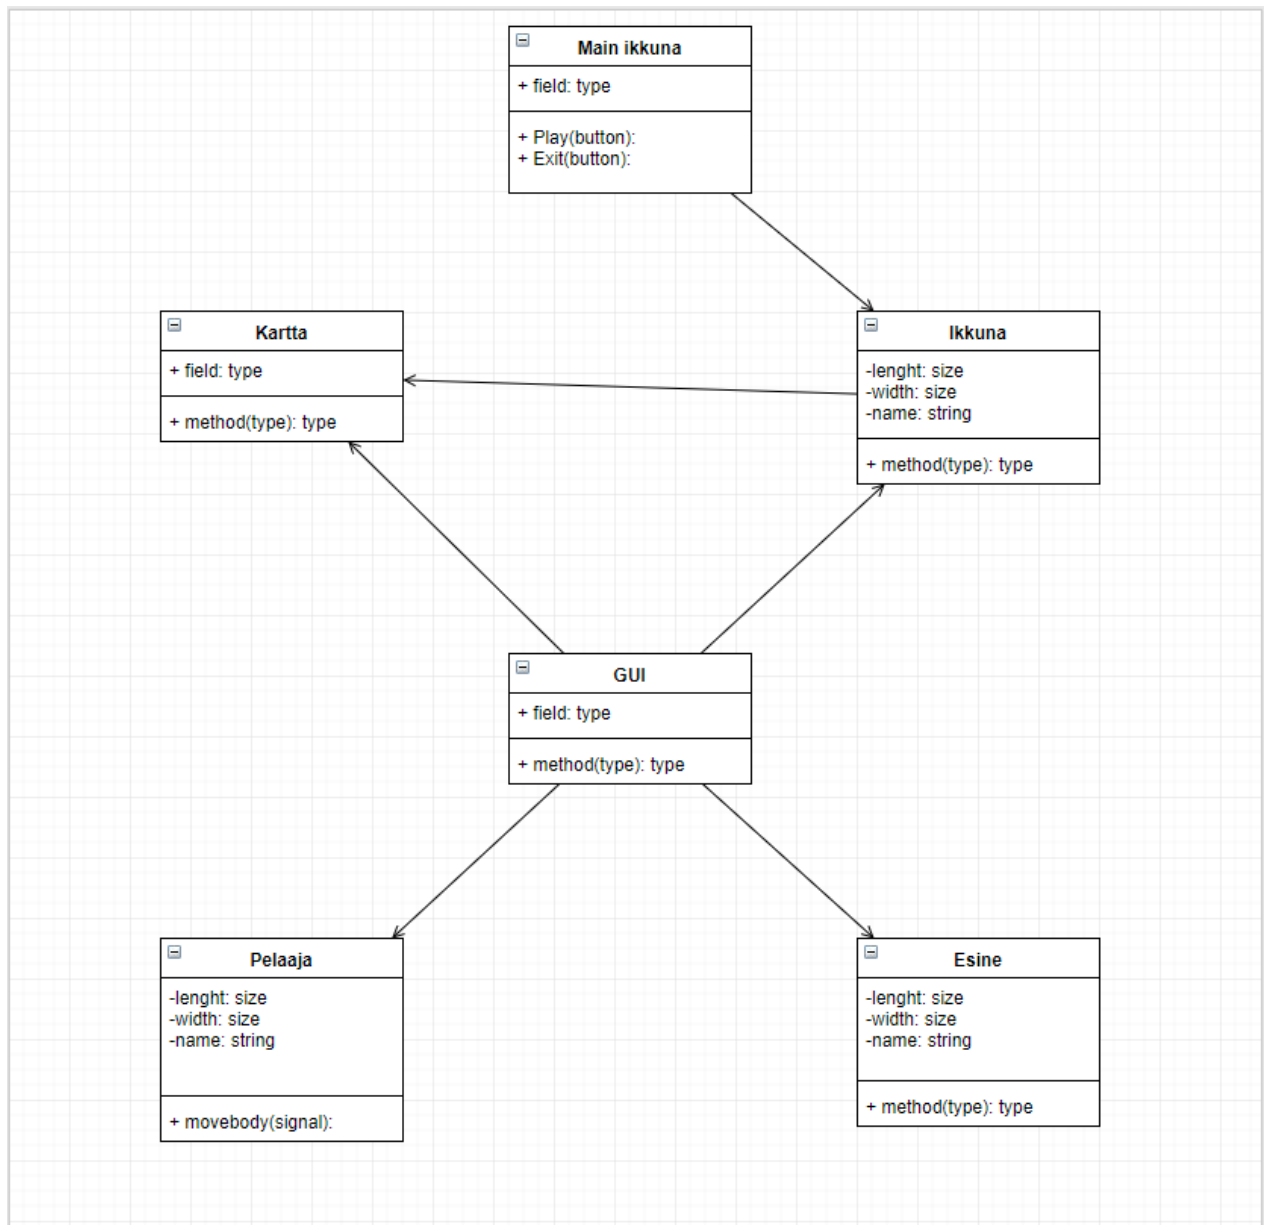 Main ikkuna
+ field: type
+ Play(button):
+ Exit(button):
Kartta
+ field: type
+ method(type): type
Ikkuna
-lenght: size
-width: size
-name: string
+ method(type): type
GUI
+ field: type
+ method(type): type
Pelaaja
-lenght: size
-width: size
-name: string
+ movebody(signal):
Esine
-lenght: size
-width: size
-name: string
+ method(type): type